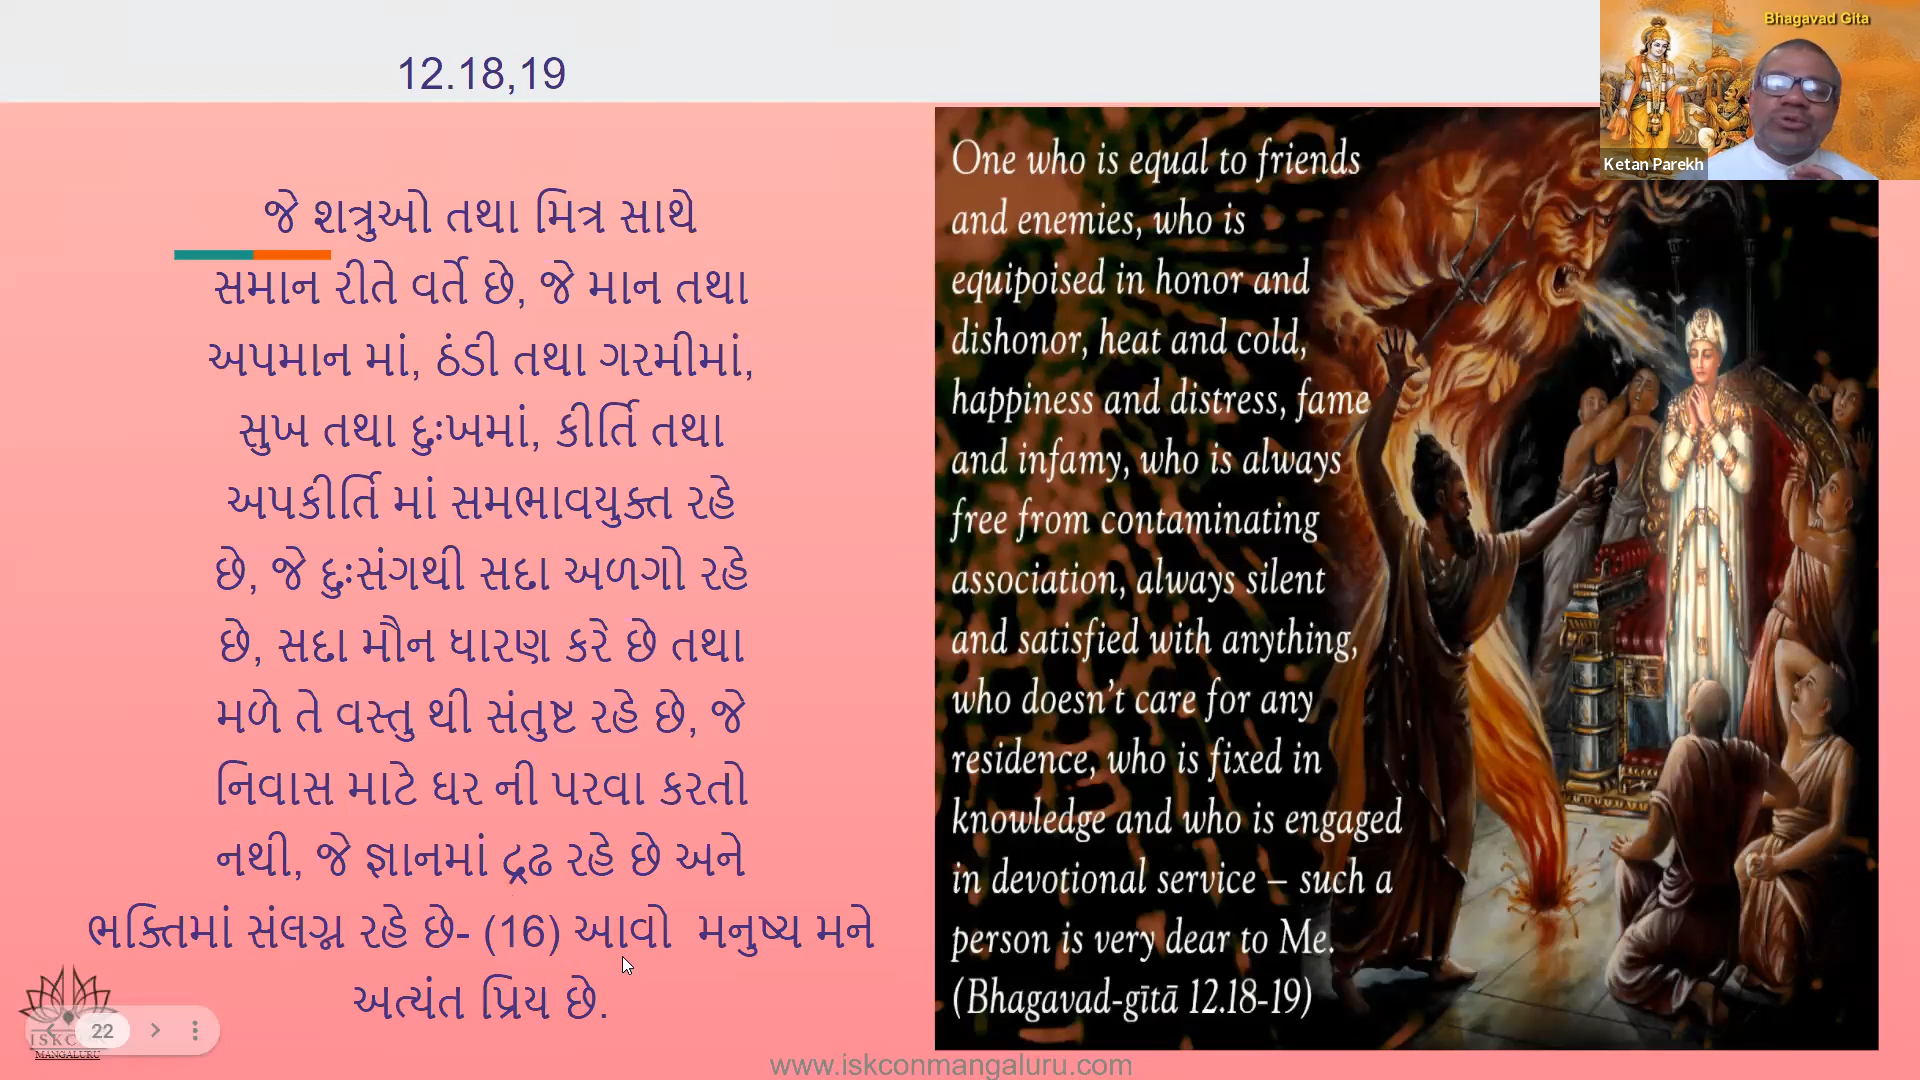 12.18,19
Bhagavad Gita
Ketan Parekh
જે શત્રુઓ તથા મિત્ર સાથે
સમાન રીતે વર્તે છે, જે માન તથા
અપમાન માં, ઠંડી તથા ગરમીમાં,
સુખ તથા દુઃખમાં, કીર્તિ તથા
અપકીર્તિ માં સમભાવયુક્ત રહે
છે, જે દુઃસંગથી સદા અળગો રહે
છે, સદા મૌન ધારણ કરે છે તથા
મળે તે વસ્તુ થી સંતુષ્ટ રહે છે, જે
નિવાસ માટે ઘર ની પરવા કરતો
નથી, જે જ્ઞાનમાં દ્રઢ રહે છે અને
ભક્તિમાં સંલગ્ન રહે છે- (16) આવો મનુષ્ય મને
અત્યંત પ્રિય છે.
One who is equal to friends
and enemies, who is
equipoised in honor and
dishonor, heat and cold,
happiness and distress, fame
and infamy, who is always
free from contaminating
association, always silent
and satisfied with anything,
who doesn't care for any
residence, who is fixed in
knowledge and who is engaged
in devotional service – such a
person is very dear to Me.
(Bhagavad-gītā 12.18-19)
22
MANGALURU
www.iskconmangaluru.com